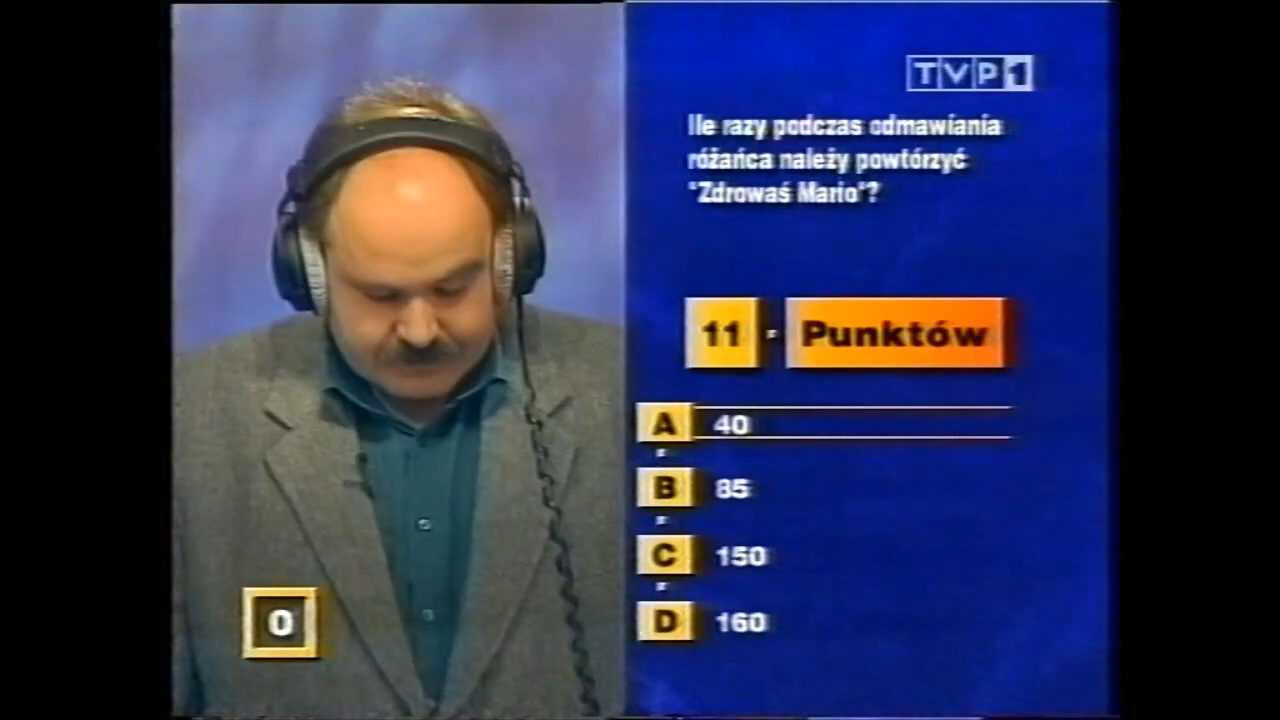 TVP1
Ile razy podczas odmawiania
różańca należy powtórzyć
"Zdrowaś Mario"?
11 Punktów
A 40
B 85
C 150
D 160
0